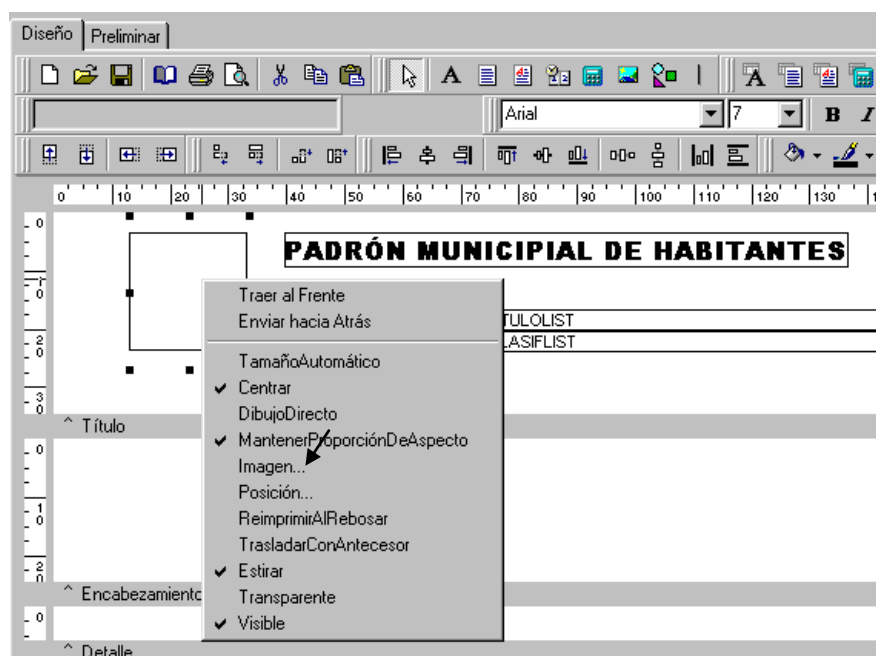 Diseño Preliminar
Arial 7 B I
0 10 20 30 40 50 60 70 80 90 100 110 120 130
PADRÓN MUNICIPIAL DE HABITANTES
Traer al Frente
Enviar hacia Atrás
TULOLIST
LASIFLIST
TamañoAutomático
Centrar
DibujoDirecto
^ Título
MantenerProporciónDeAspecto
Imagen...
Posición...
ReimprimirAlRebosar
TrasladarConAntecesor
Estirar
^ Encabezamiento
Transparente
Visible
^ Detalle